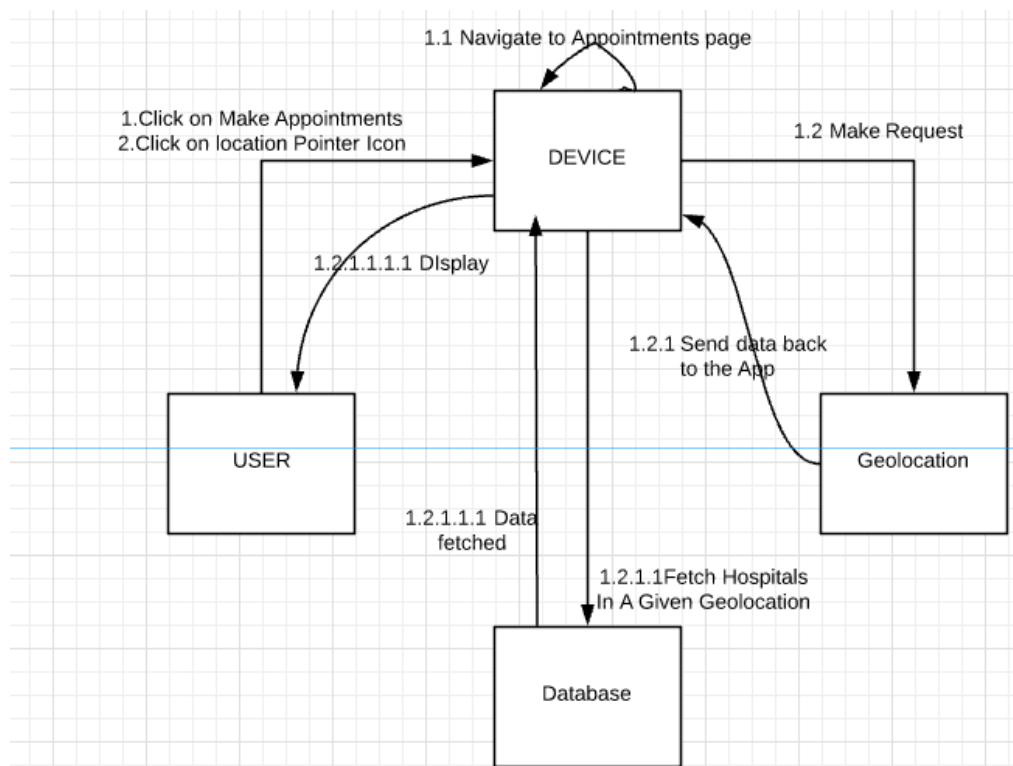 1.1 Navigate to Appointments page
1.Click on Make Appointments
2.Click on location Pointer Icon
1.2 Make Request
DEVICE
1.2.1.1.1.1 DIsplay
1.2.1 Send data back
to the App
USER
Geolocation
1.2.1.1.1 Data
fetched
1.2.1.1Fetch Hospitals
In A Given Geolocation
Database